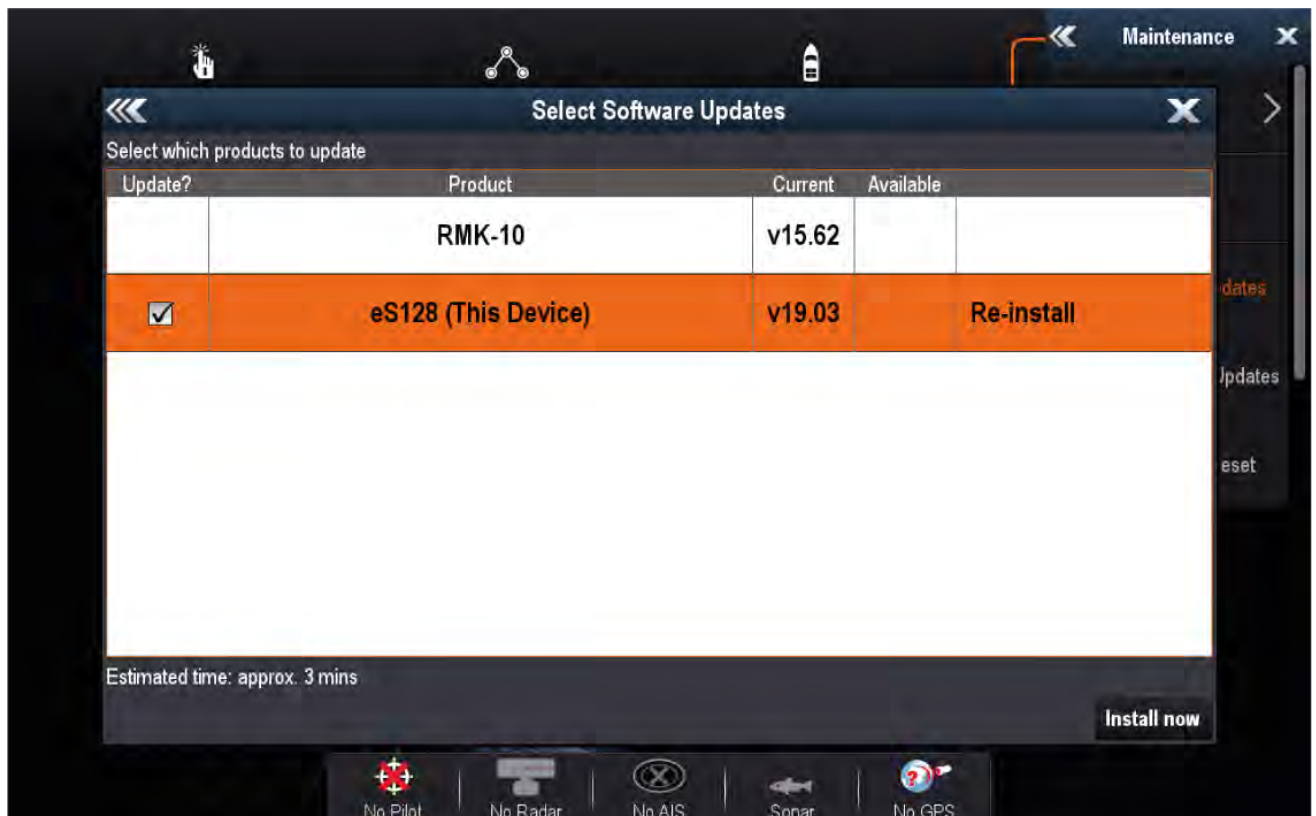 Maintenance
Select Software Updates
Select which products to update
Update? Product Current Available
RMK-10 v15.62
eS128 (This Device) v19.03 Re-install
dates
Updates
eset
Estimated time: approx. 3 mins
Install now
No Pilot No Radar No AIS Sonar No GPS